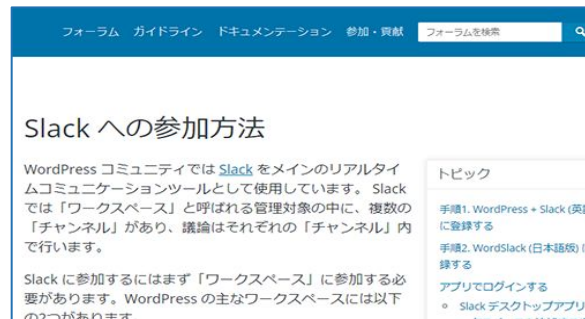 フォーラム ガイドライン ドキュメンテーション 参加・貢献 フォーラムを検索
Slack への参加方法
WordPress コミュニティでは Slack をメインのリアルタイ
ムコミュニケーションツールとして使用しています。 Slack
では「ワークスペース」と呼ばれる管理対象の中に、複数の
「チャンネル」があり、議論はそれぞれの「チャンネル」内
で行います。
Slack に参加するにはまず「ワークスペース」に参加する必
要があります。WordPress の主なワークスペースには以下
の2つがあります
トピック
手順1. WordPress + Slack (英
に登録する
手順2. WordSlack (日本語版)
録する
アプリでログインする
Slack デスクトップアプリ